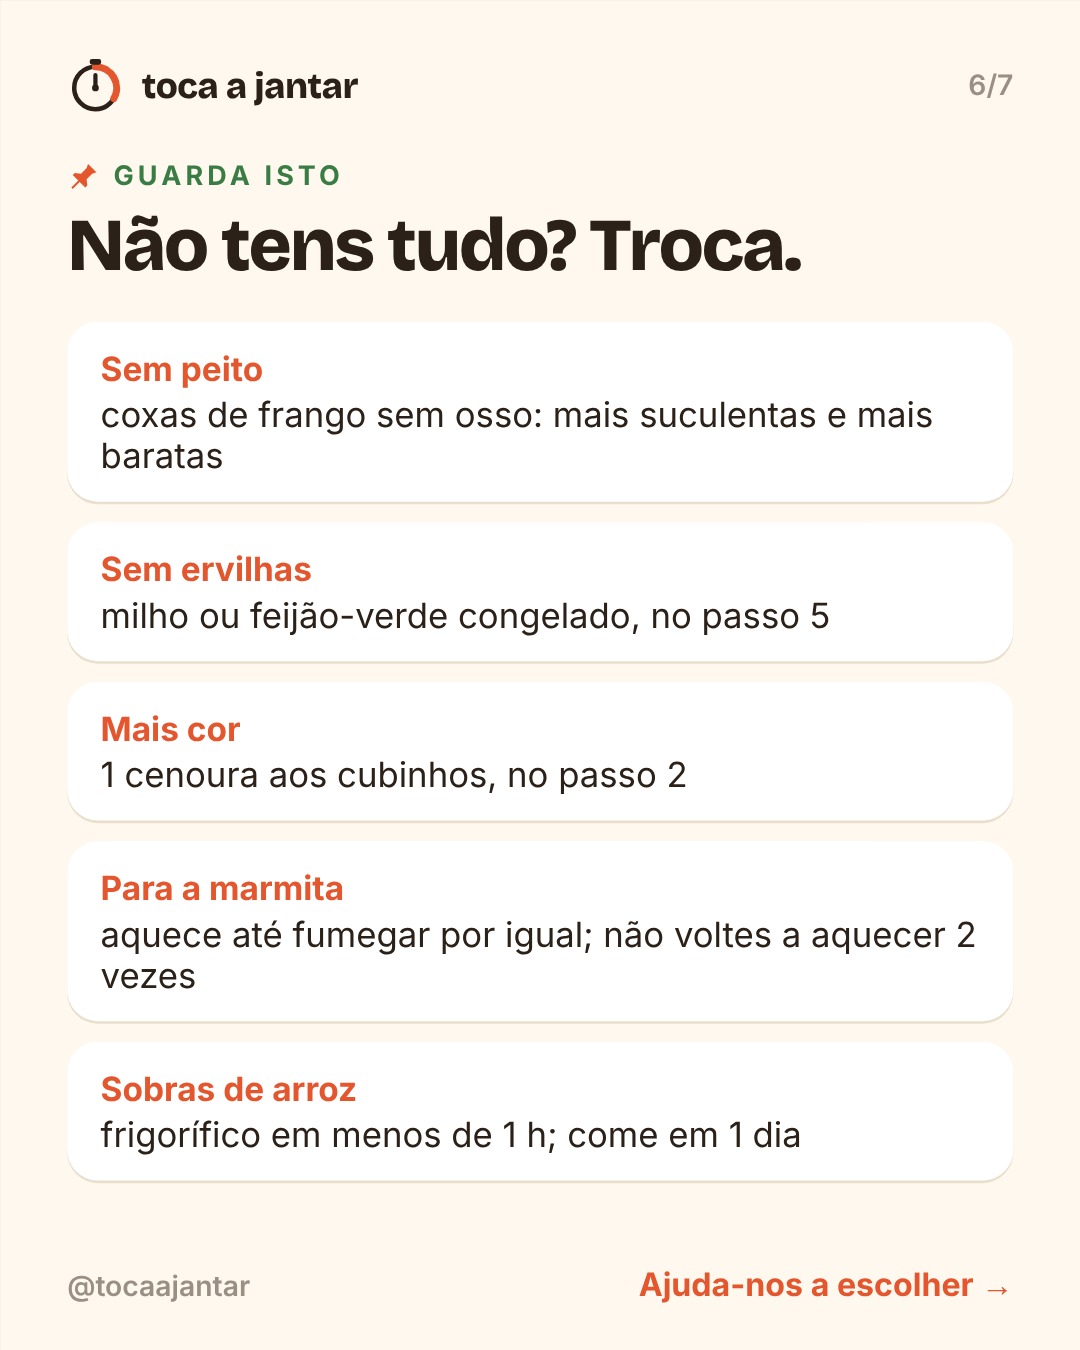 toca a jantar
6/7
GUARDA ISTO
Não tens tudo? Troca.
Sem peito
coxas de frango sem osso: mais suculentas e mais
baratas
Sem ervilhas
milho ou feijão-verde congelado, no passo 5
Mais cor
1 cenoura aos cubinhos, no passo 2
Para a marmita
aquece até fumegar por igual; não voltes a aquecer 2
vezes
Sobras de arroz
frigorífico em menos de 1 h; come em 1 dia
@tocaajantar
Ajuda-nos a escolher →